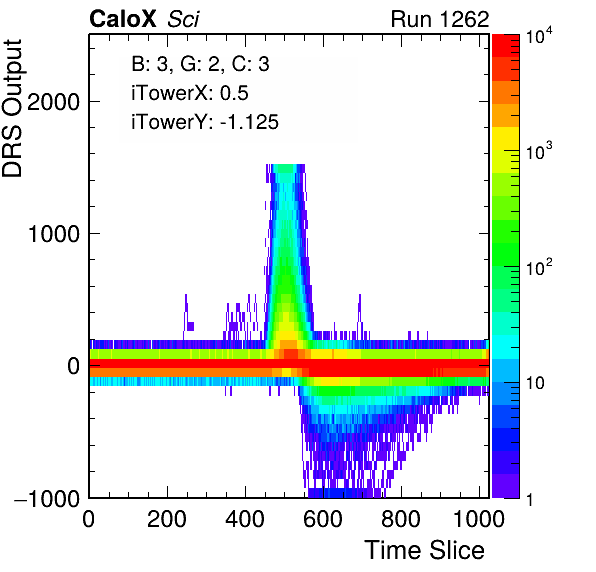 CaloX Sci Run 1262
B: 3, G: 2, C: 3
iTowerX: 0.5
iTowerY: -1.125
DRS Output
2000
1000
0
−1000
0 200 400 600 800 1000
Time Slice
10^4
10^3
10^2
10
1